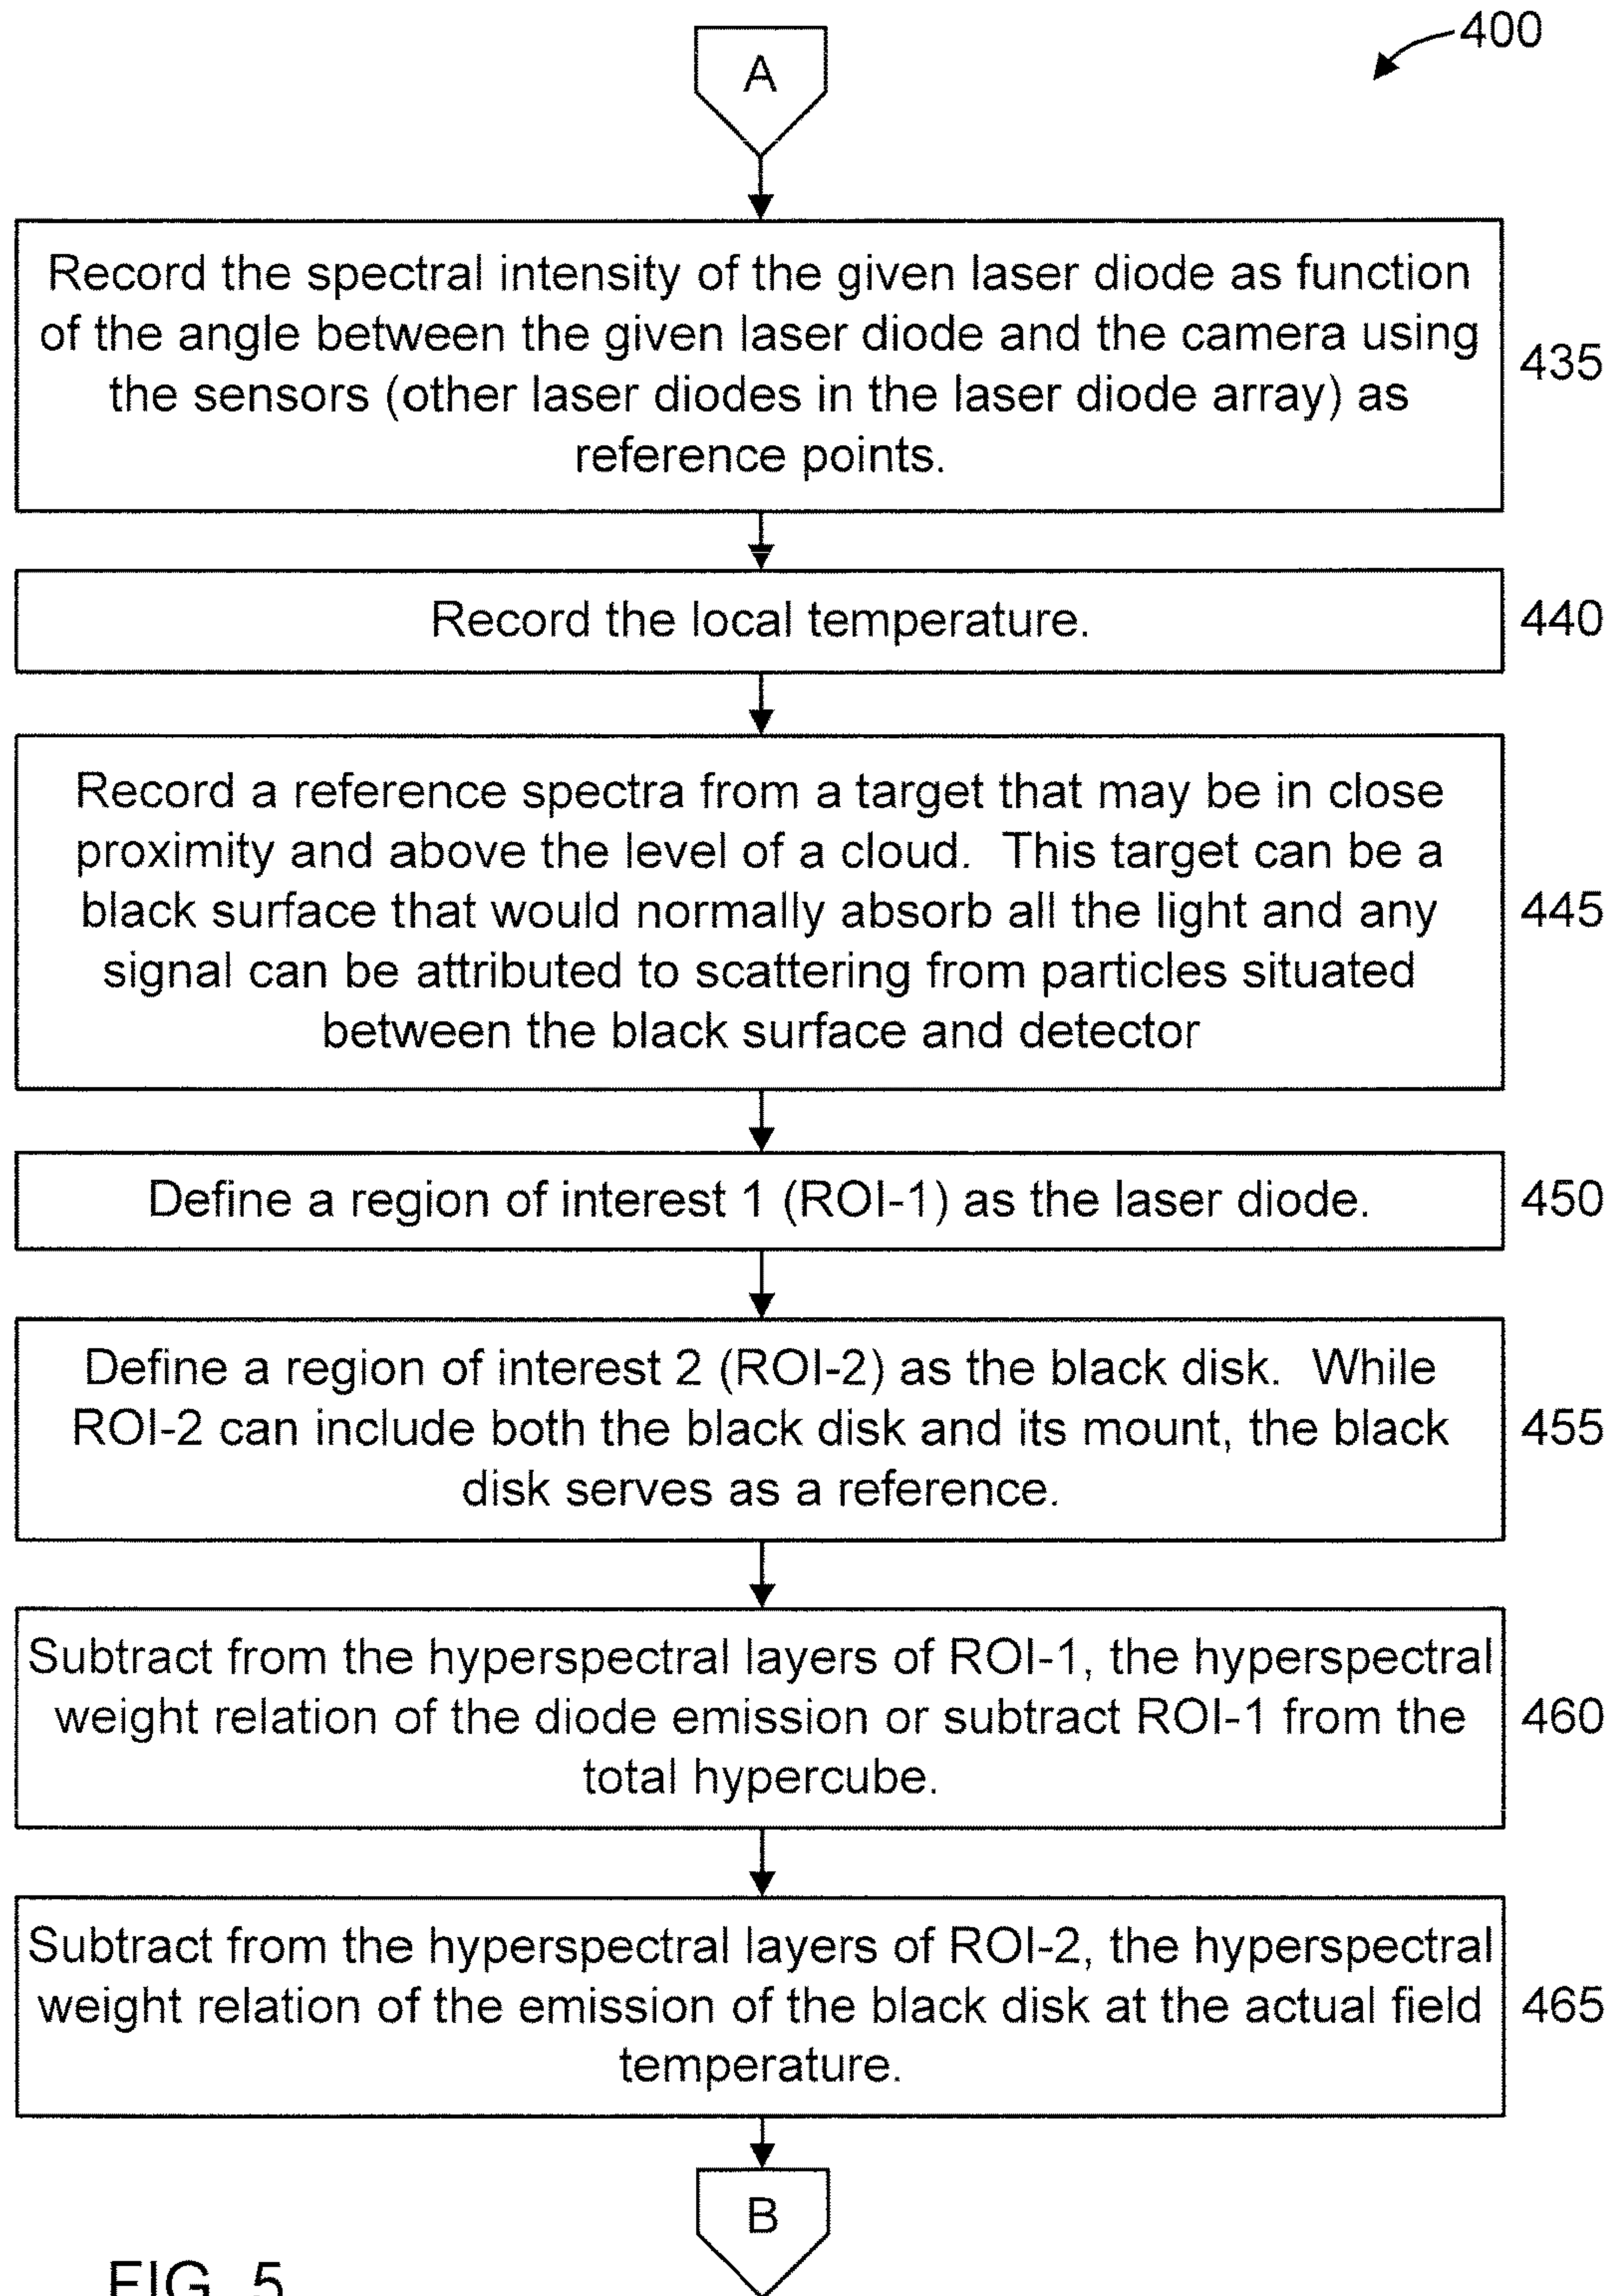 400
A
Record the spectral intensity of the given laser diode as function
of the angle between the given laser diode and the camera using
the sensors (other laser diodes in the laser diode array) as
reference points.
435
Record the local temperature.
440
Record a reference spectra from a target that may be in close
proximity and above the level of a cloud. This target can be a
black surface that would normally absorb all the light and any
signal can be attributed to scattering from particles situated
between the black surface and detector
445
Define a region of interest 1 (ROI-1) as the laser diode.
450
Define a region of interest 2 (ROI-2) as the black disk. While
ROI-2 can include both the black disk and its mount, the black
disk serves as a reference.
455
Subtract from the hyperspectral layers of ROI-1, the hyperspectral
weight relation of the diode emission or subtract ROI-1 from the
total hypercube.
460
Subtract from the hyperspectral layers of ROI-2, the hyperspectral
weight relation of the emission of the black disk at the actual field
temperature.
465
B
FIG. 5